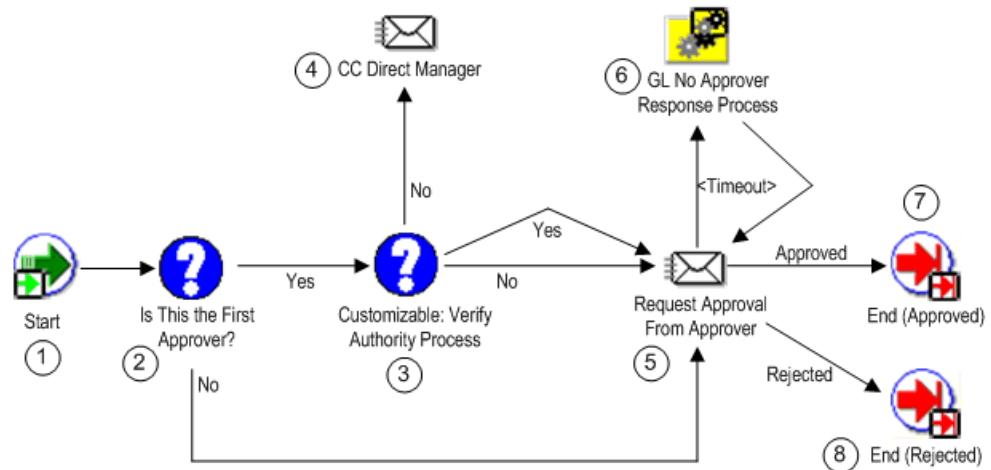 4
CC Direct Manager
6
GL No Approver
Response Process
No
<Timeout>
7
Yes
Approved
Yes
No
Start
1
Is This the First
Approver?
2
Customizable: Verify
Authority Process
3
Request Approval
From Approver
5
End (Approved)
No
Rejected
8
End (Rejected)